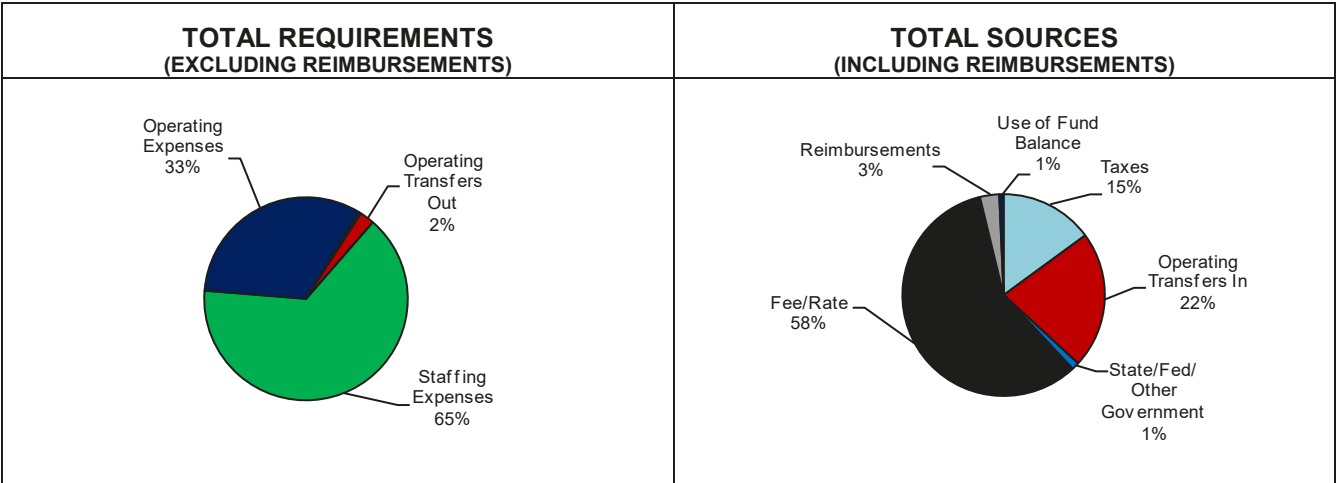 TOTAL REQUIREMENTS
(EXCLUDING REIMBURSEMENTS)
Operating
Expenses
33%
Operating
Transfers
Out
2%
Staffing
Expenses
65%
TOTAL SOURCES
(INCLUDING REIMBURSEMENTS)
Use of Fund
Balance
1%
Reimbursements
3%
Taxes
15%
Operating
Transfers In
22%
Fee/Rate
58%
State/Fed/
Other
Government
1%